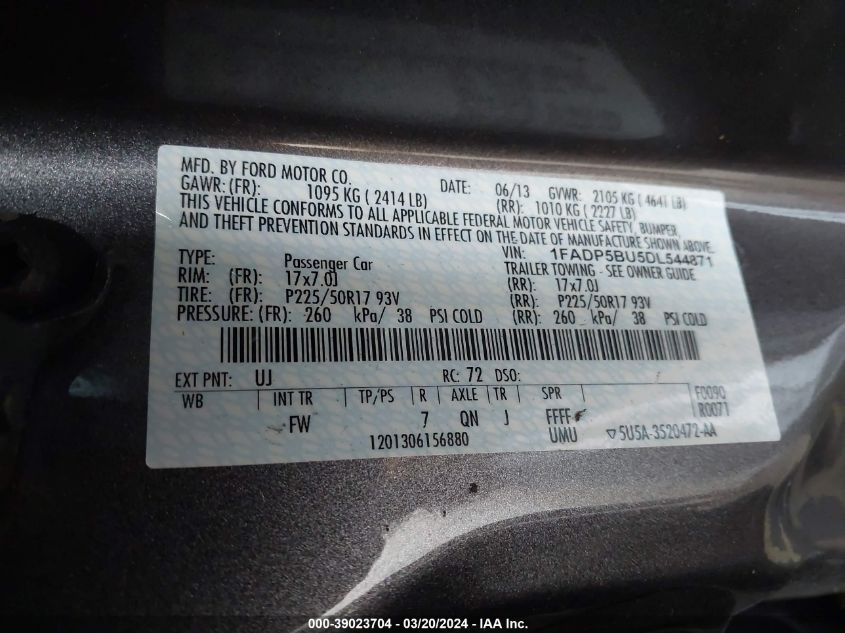 MFD. BY FORD MOTOR CO. DATE: 06/13 GVWR: 2105 KG ( 4641 LB)
GAWR: (FR): 1095 KG ( 2414 LB) (RR): 1010 KG ( 2227 LB)
THIS VEHICLE CONFORMS TO ALL APPLICABLE FEDERAL MOTOR VEHICLE SAFETY, BUMPER,
AND THEFT PREVENTION STANDARDS IN EFFECT ON THE DATE OF MANUFACTURE SHOWN ABOVE.
VIN: 1FADP5BU5DL544871
TYPE: Passenger Car TRAILER TOWING - SEE OWNER GUIDE
RIM: (FR): 17x7.0J (RR): 17x7.0J
TIRE: (FR): P225/50R17 93V (RR): P225/50R17 93V
PRESSURE: (FR): 260 kPa/ 38 PSI COLD (RR): 260 kPa/ 38 PSI COLD
EXT PNT: UJ RC: 72 DSO:
WB INT TR TP/PS R AXLE TR SPR F0090
R0071
FW 7 QN J FFFF
1201306156880 UMU ▽5U5A-3520472-AA
000-39023704 - 03/20/2024 - IAA Inc.